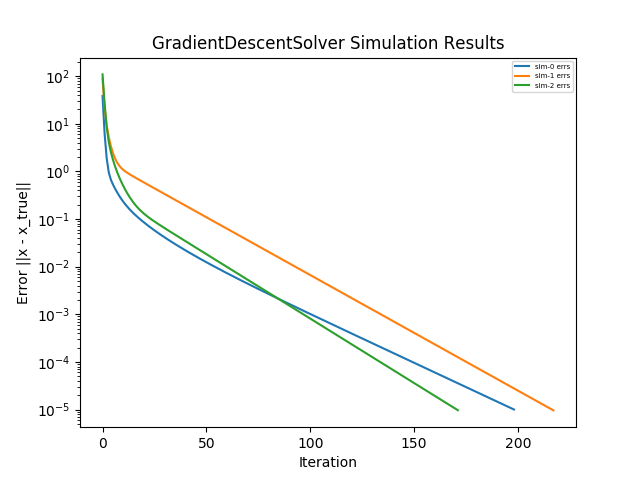 GradientDescentSolver Simulation Results
sim-0 errs
sim-1 errs
sim-2 errs
Error ||x - x_true||
10²
10¹
10⁰
10⁻¹
10⁻²
10⁻³
10⁻⁴
10⁻⁵
0 50 100 150 200
Iteration